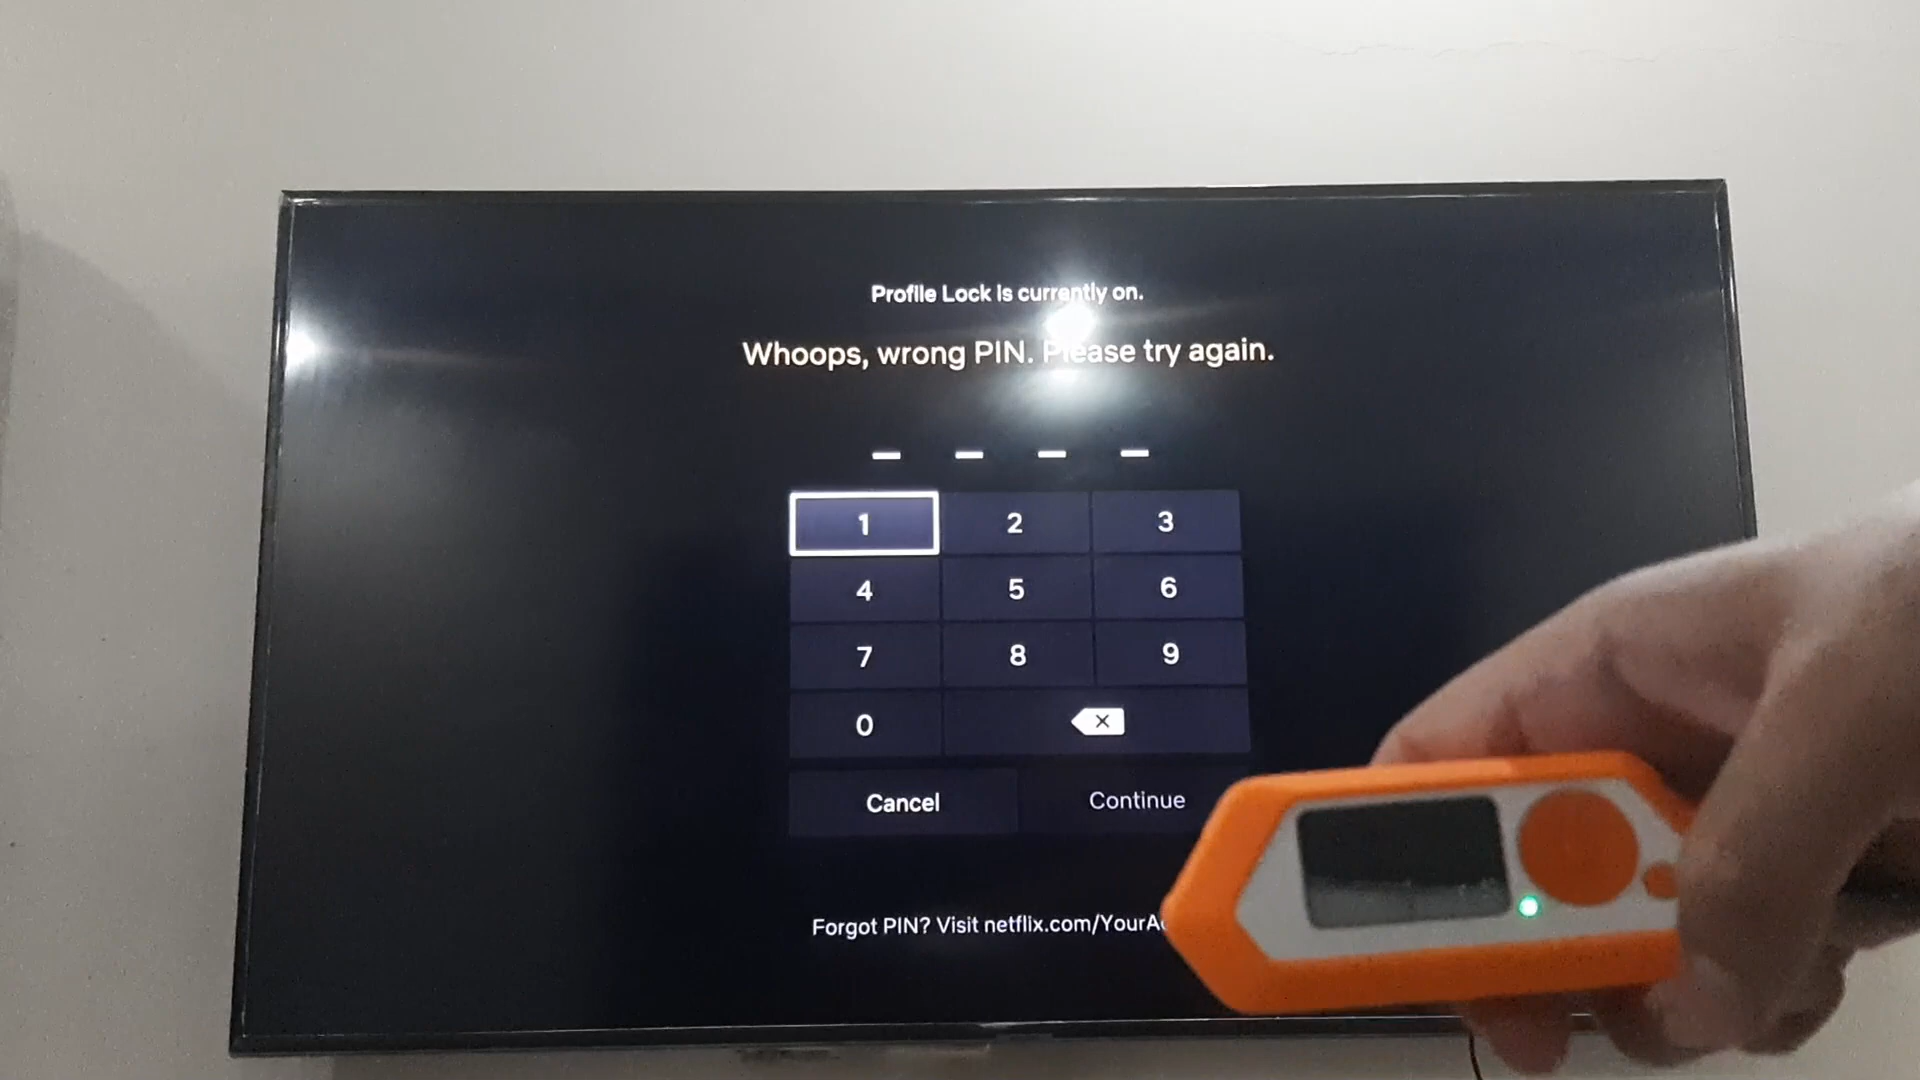 Profile Lock is currently on.
Whoops, wrong PIN. Please try again.
1 2 3
4 5 6
7 8 9
0
Cancel Continue
Forgot PIN? Visit netflix.com/YourAc